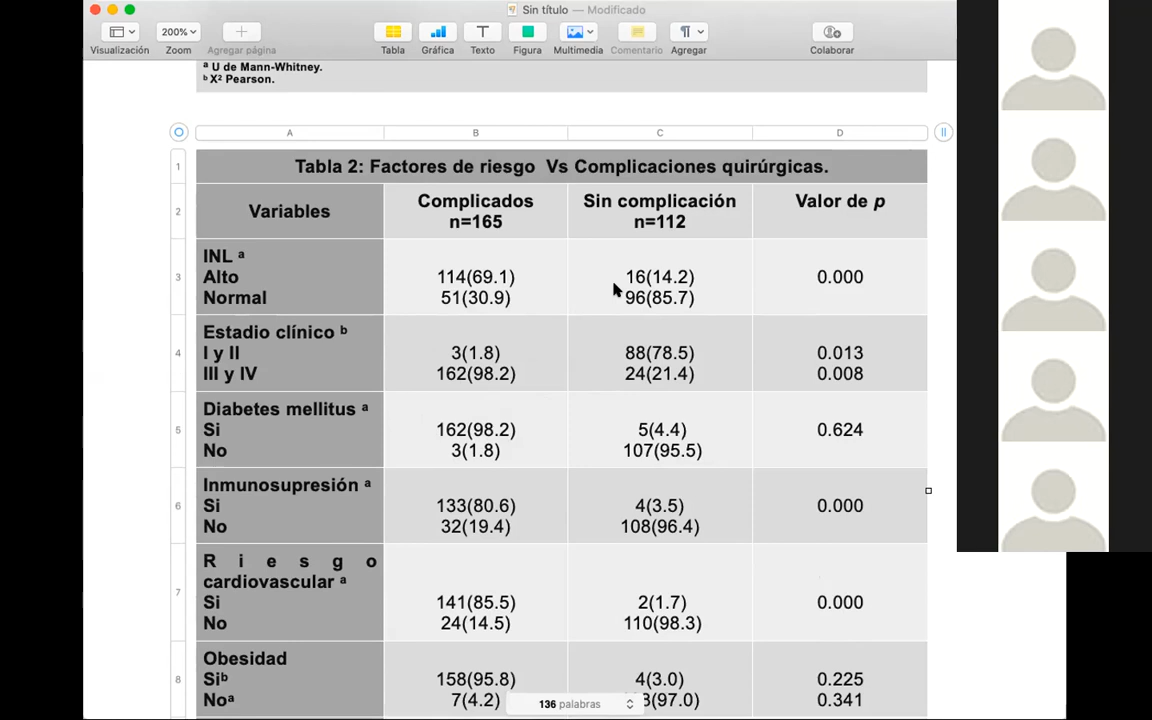 Sin título — Modificado
200%
Visualización Zoom Agregar página Tabla Gráfica Texto Figura Multimedia Comentario Agregar Colaborar
ᵃ U de Mann-Whitney.
ᵇ X² Pearson.
A B C D
1 Tabla 2: Factores de riesgo Vs Complicaciones quirúrgicas.
2 Variables Complicados n=165 Sin complicación n=112 Valor de p
3 INL ᵃ
Alto 114(69.1) 16(14.2) 0.000
Normal 51(30.9) 96(85.7)
4 Estadio clínico ᵇ
I y II 3(1.8) 88(78.5) 0.013
III y IV 162(98.2) 24(21.4) 0.008
5 Diabetes mellitus ᵃ
Si 162(98.2) 5(4.4) 0.624
No 3(1.8) 107(95.5)
6 Inmunosupresión ᵃ
Si 133(80.6) 4(3.5) 0.000
No 32(19.4) 108(96.4)
7 Riesgo
cardiovascular ᵃ
Si 141(85.5) 2(1.7) 0.000
No 24(14.5) 110(98.3)
8 Obesidad
Siᵇ 158(95.8) 4(3.0) 0.225
Noᵃ 7(4.2) 8(97.0) 0.341
136 palabras